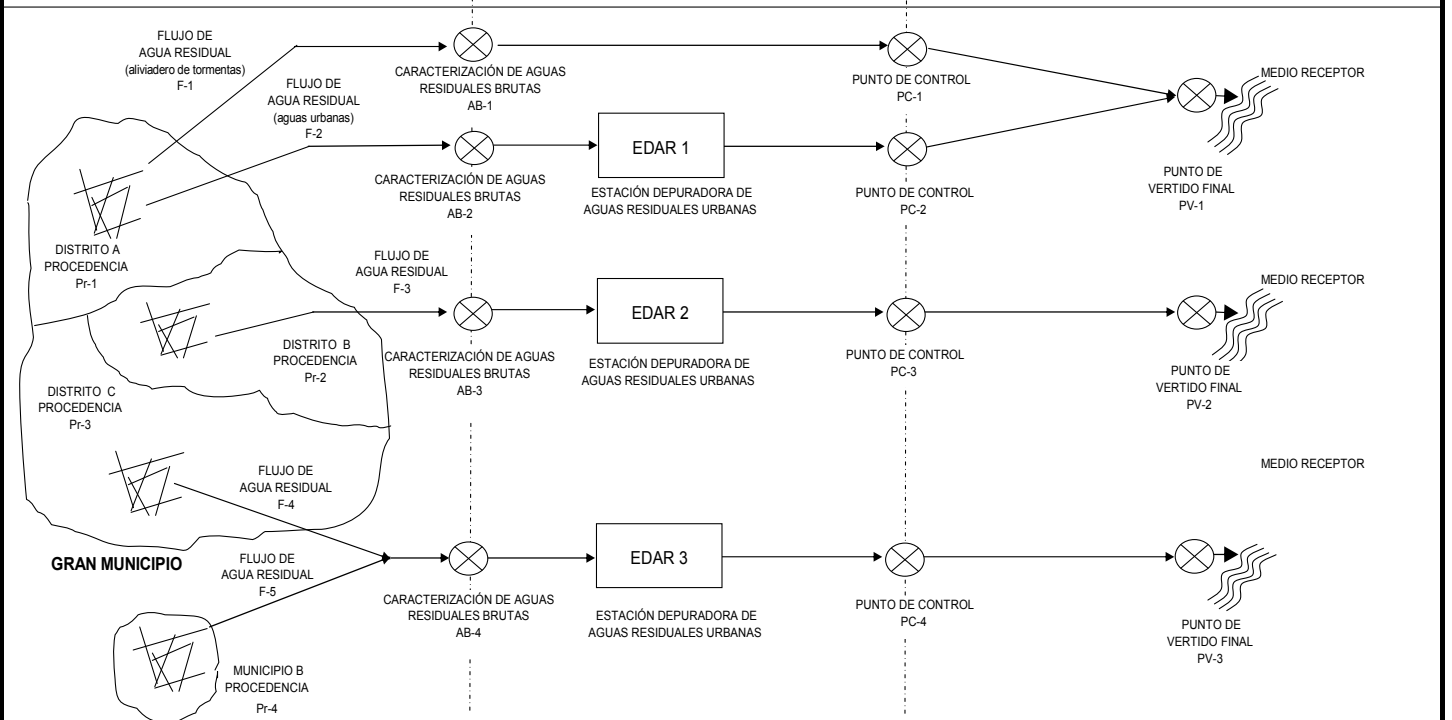 FLUJO DE
AGUA RESIDUAL
(aliviadero de tormentas)
F-1
FLUJO DE
AGUA RESIDUAL
(aguas urbanas)
F-2
CARACTERIZACIÓN DE AGUAS
RESIDUALES BRUTAS
AB-1
PUNTO DE CONTROL
PC-1
MEDIO RECEPTOR
EDAR 1
CARACTERIZACIÓN DE AGUAS
RESIDUALES BRUTAS
AB-2
ESTACIÓN DEPURADORA DE
AGUAS RESIDUALES URBANAS
PUNTO DE CONTROL
PC-2
PUNTO DE
VERTIDO FINAL
PV-1
DISTRITO A
PROCEDENCIA
Pr-1
FLUJO DE
AGUA RESIDUAL
F-3
MEDIO RECEPTOR
EDAR 2
DISTRITO B
PROCEDENCIA
Pr-2
CARACTERIZACIÓN DE AGUAS
RESIDUALES BRUTAS
AB-3
ESTACIÓN DEPURADORA DE
AGUAS RESIDUALES URBANAS
PUNTO DE CONTROL
PC-3
PUNTO DE
VERTIDO FINAL
PV-2
DISTRITO C
PROCEDENCIA
Pr-3
FLUJO DE
AGUA RESIDUAL
F-4
MEDIO RECEPTOR
GRAN MUNICIPIO
FLUJO DE
AGUA RESIDUAL
F-5
EDAR 3
CARACTERIZACIÓN DE AGUAS
RESIDUALES BRUTAS
AB-4
ESTACIÓN DEPURADORA DE
AGUAS RESIDUALES URBANAS
PUNTO DE CONTROL
PC-4
PUNTO DE
VERTIDO FINAL
PV-3
MUNICIPIO B
PROCEDENCIA
Pr-4